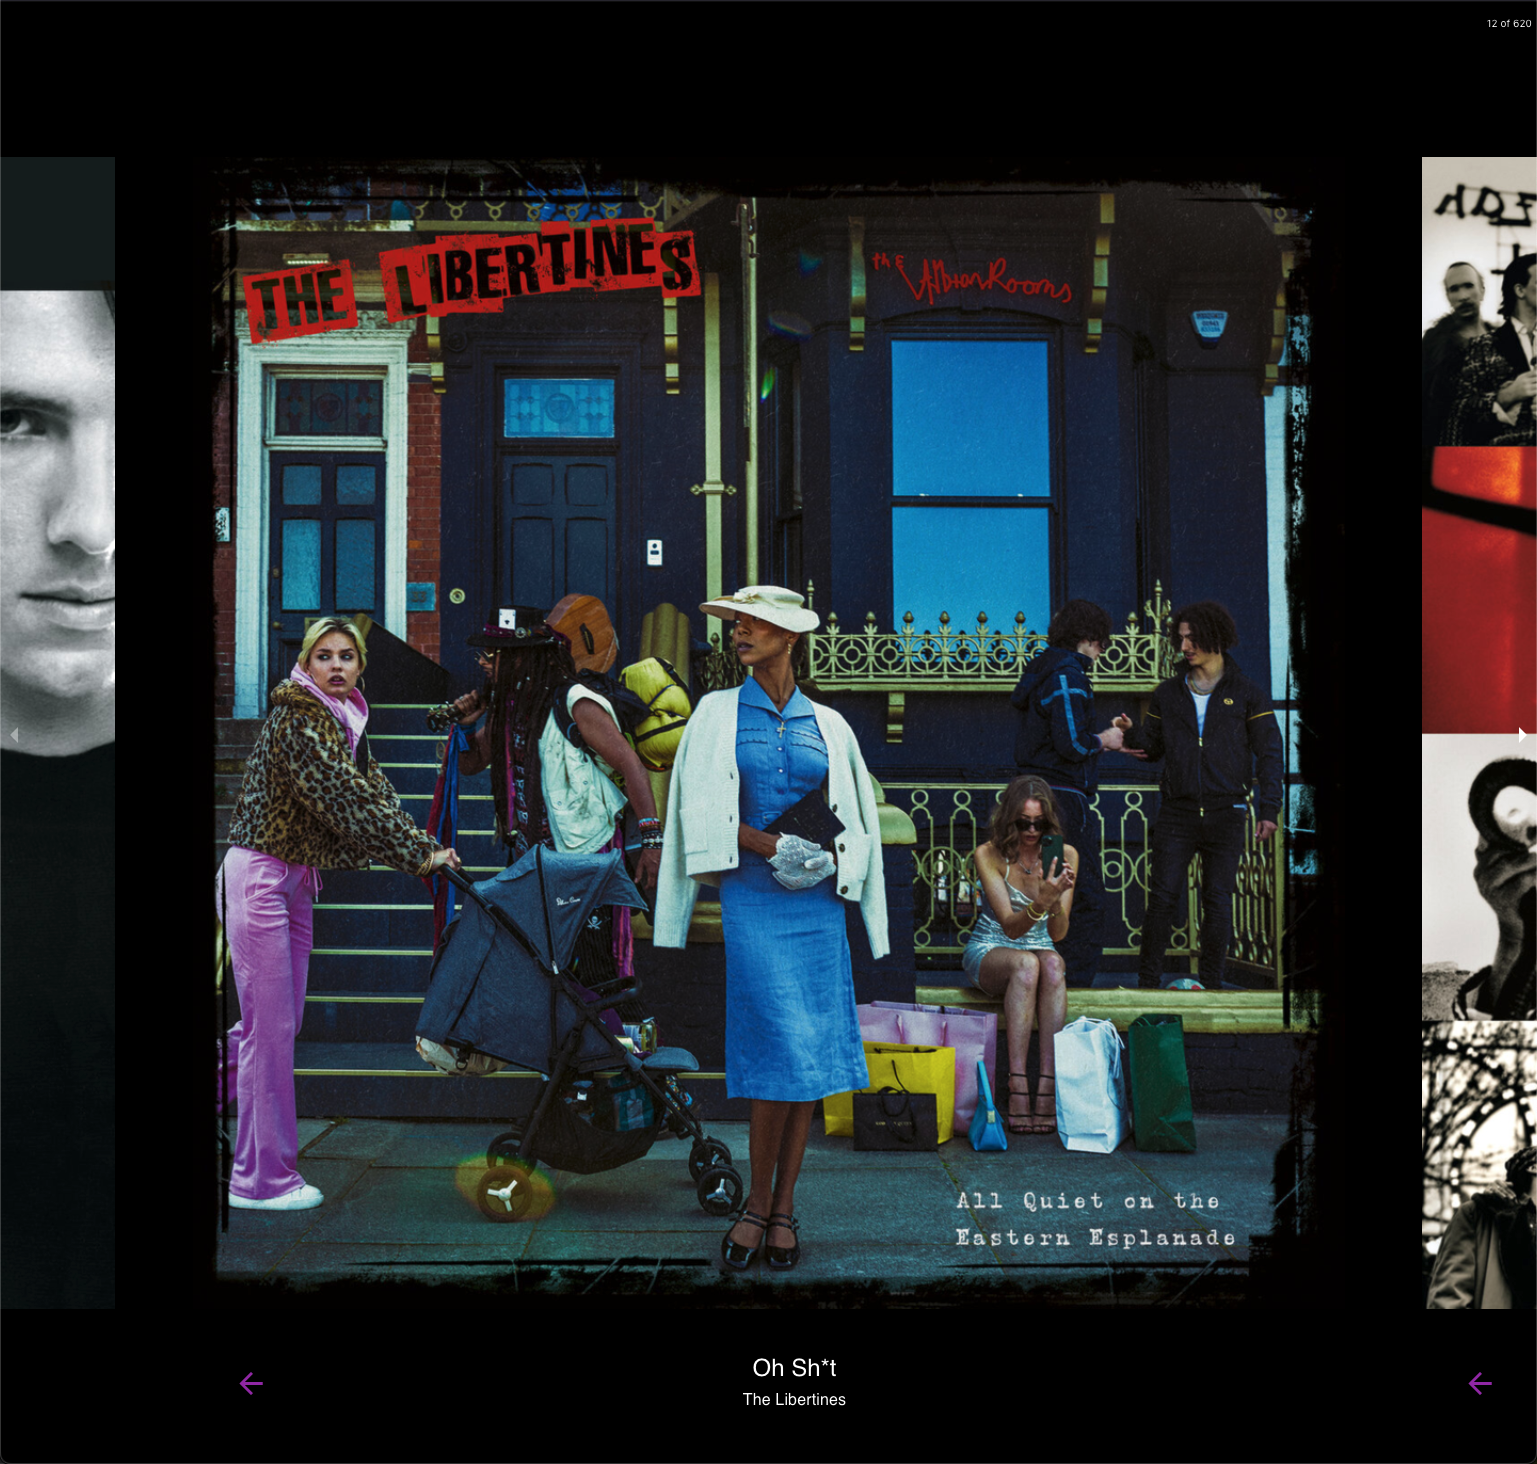 12 of 620
THE LIBERTINES
the Albion Rooms
All Quiet on the
Eastern Esplanade
Oh Sh*t
The Libertines